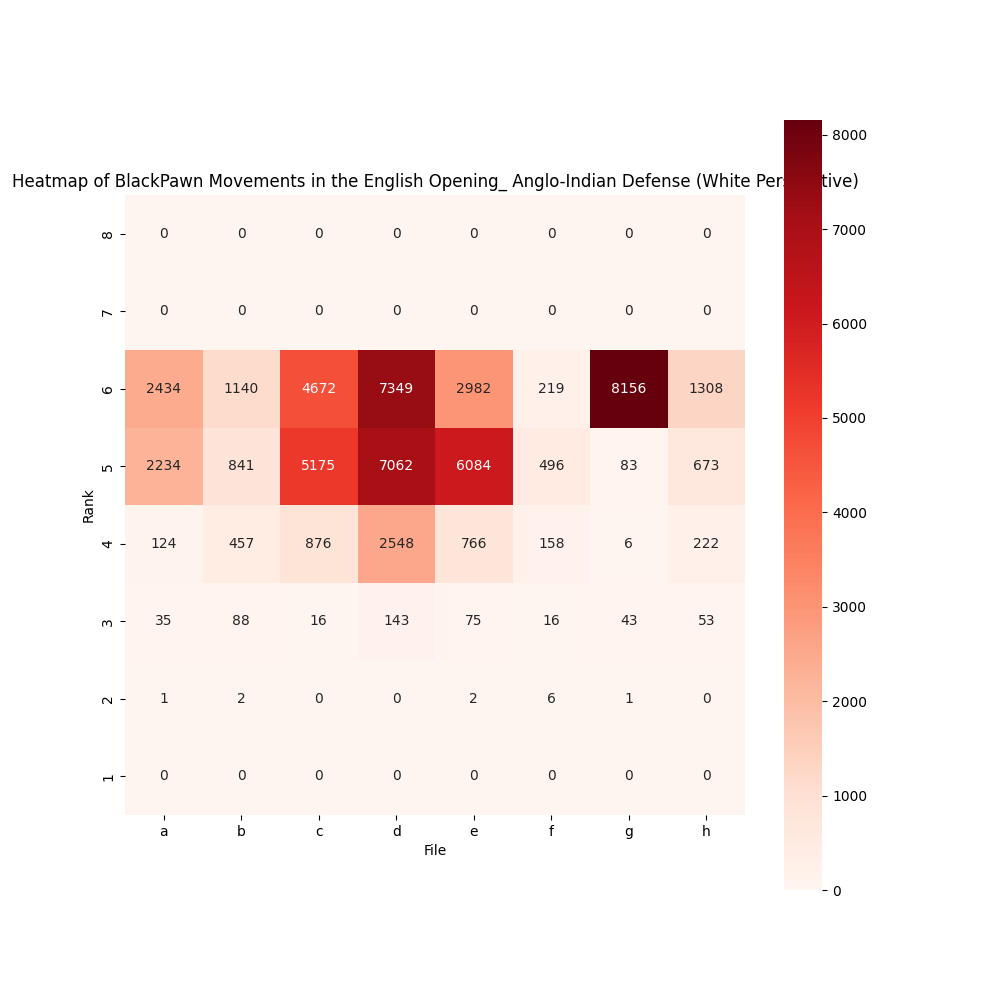 Heatmap of BlackPawn Movements in the English Opening_ Anglo-Indian Defense (White Pers tive)
8 0 0 0 0 0 0 0 0
7 0 0 0 0 0 0 0 0
6 2434 1140 4672 7349 2982 219 8156 1308
5 2234 841 5175 7062 6084 496 83 673
4 124 457 876 2548 766 158 6 222
3 35 88 16 143 75 16 43 53
2 1 2 0 0 2 6 1 0
1 0 0 0 0 0 0 0 0
a b c d e f g h
File
Rank
8000
7000
6000
5000
4000
3000
2000
1000
0